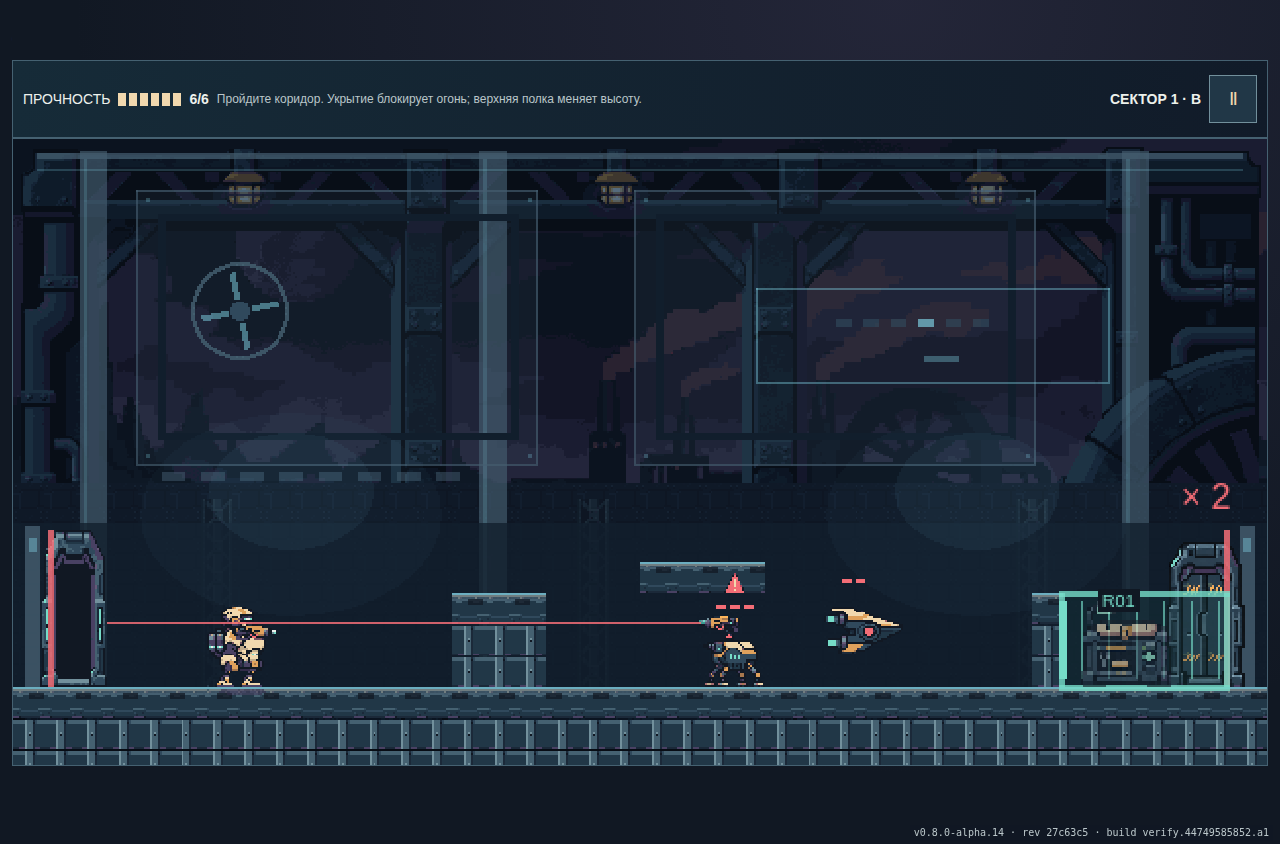 ПРОЧНОСТЬ 6/6 Пройдите коридор. Укрытие блокирует огонь; верхняя полка меняет высоту. СЕКТОР 1 · B II
× 2
R01
v0.8.0-alpha.14 · rev 27c63c5 · build verify.44749585852.a1